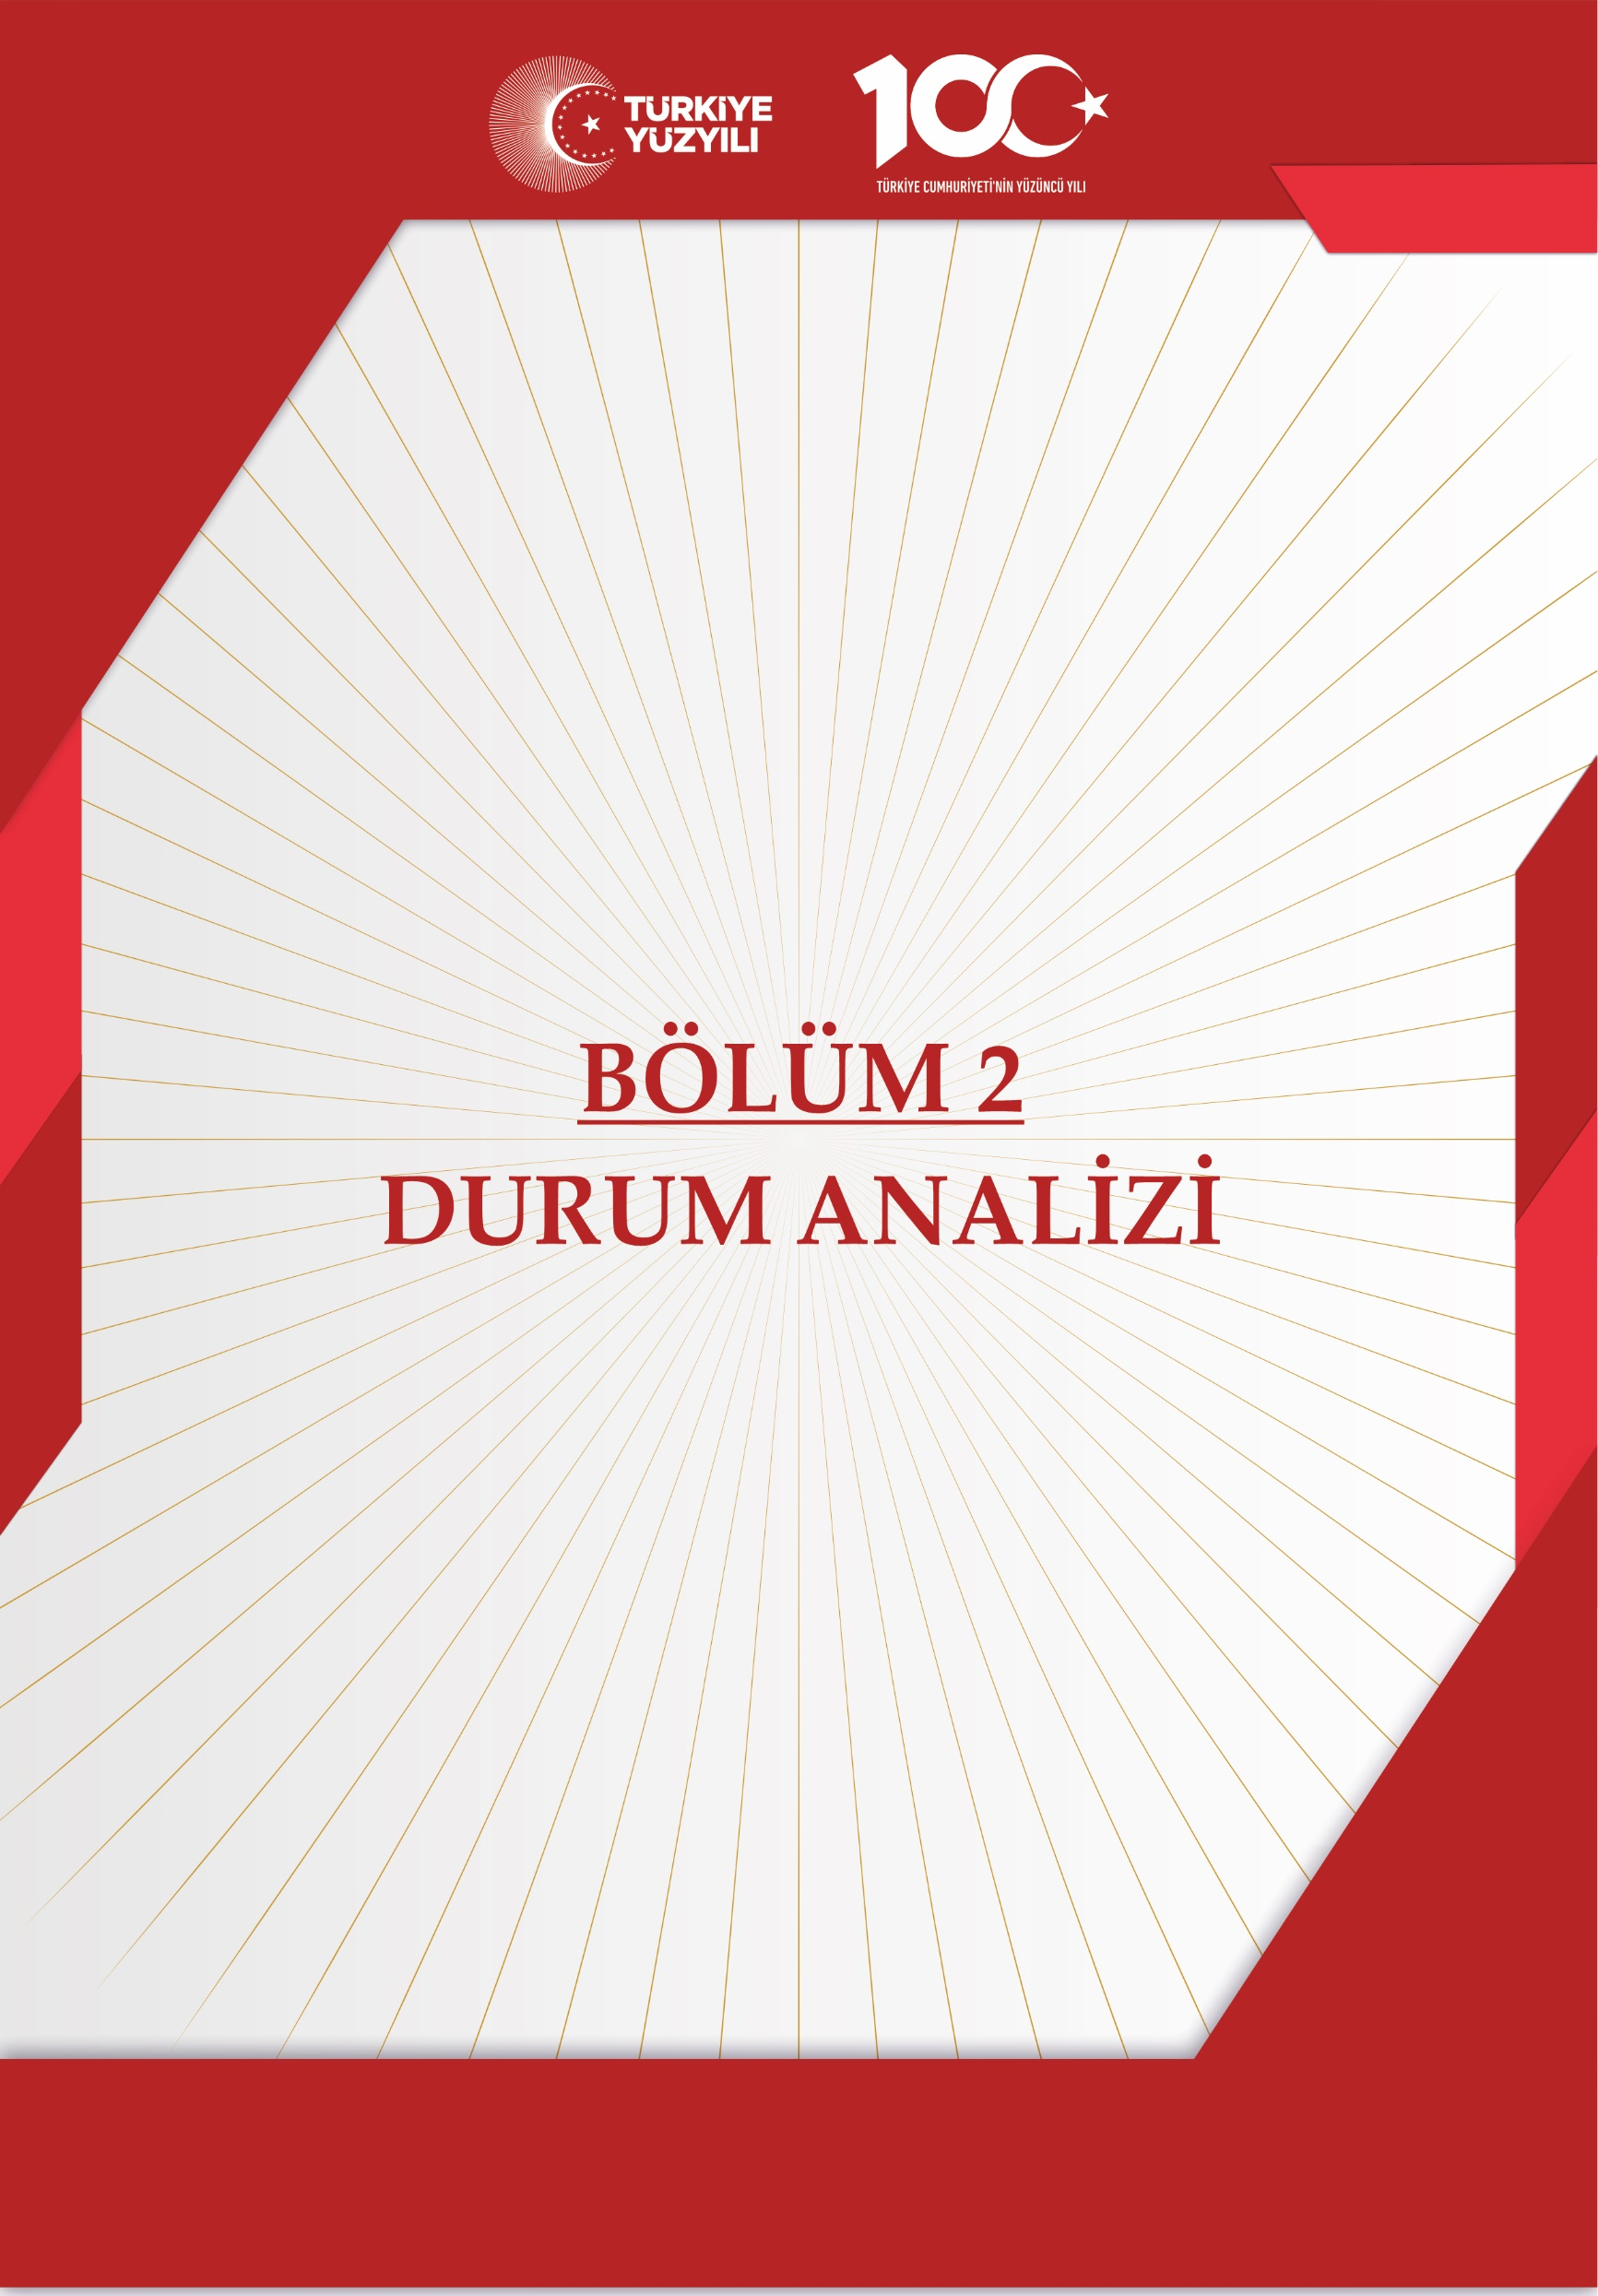 TÜRKİYE
YÜZYILI
100
TÜRKİYE CUMHURİYETİ'NİN YÜZÜNCÜ YILI
BÖLÜM 2
DURUM ANALİZİ